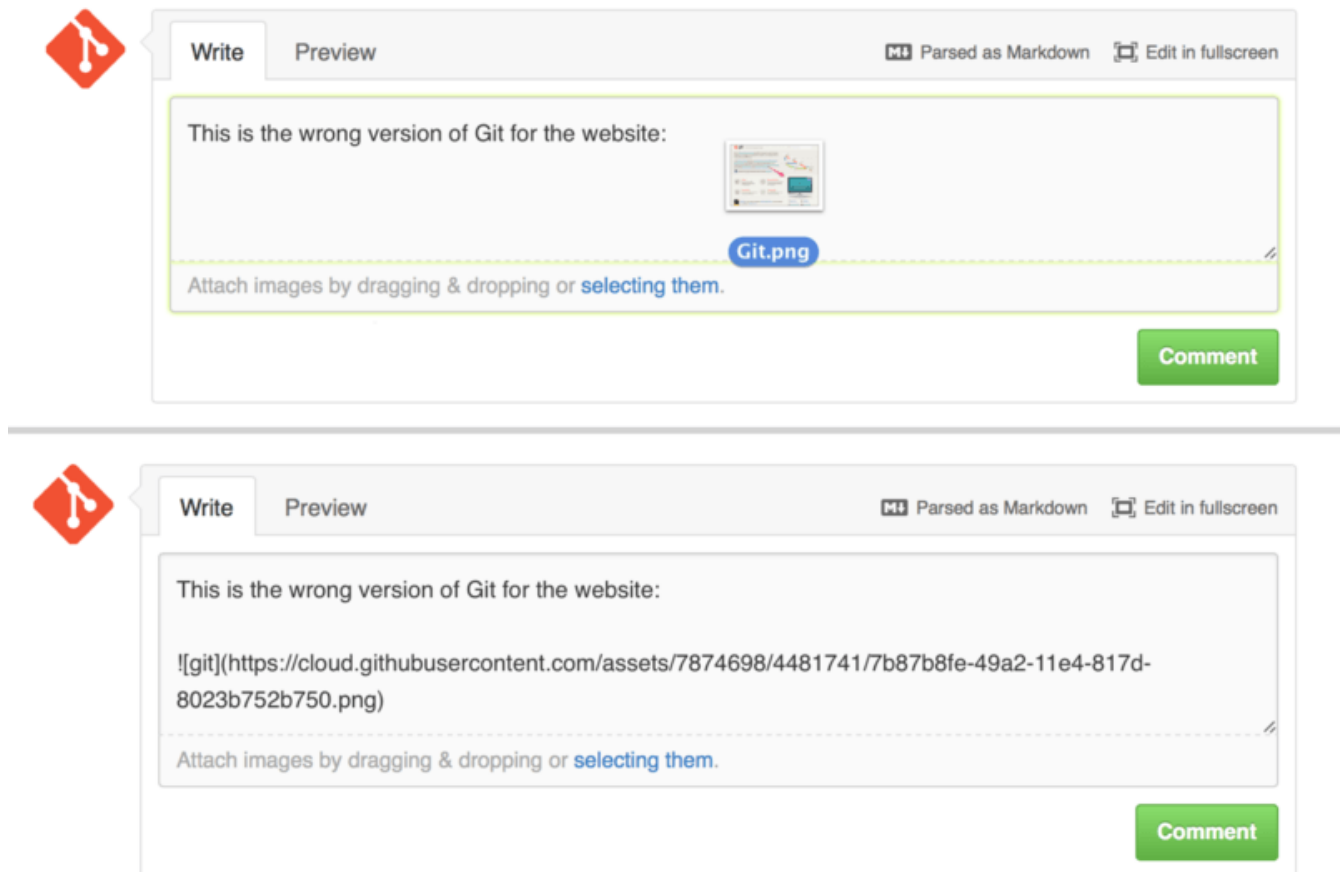 Write
Preview
Parsed as Markdown
Edit in fullscreen
This is the wrong version of Git for the website:
Git.png
Attach images by dragging & dropping or selecting them.
Comment
Write
Preview
Parsed as Markdown
Edit in fullscreen
This is the wrong version of Git for the website:
![git](https://cloud.githubusercontent.com/assets/7874698/4481741/7b87b8fe-49a2-11e4-817d-
8023b752b750.png)
Attach images by dragging & dropping or selecting them.
Comment